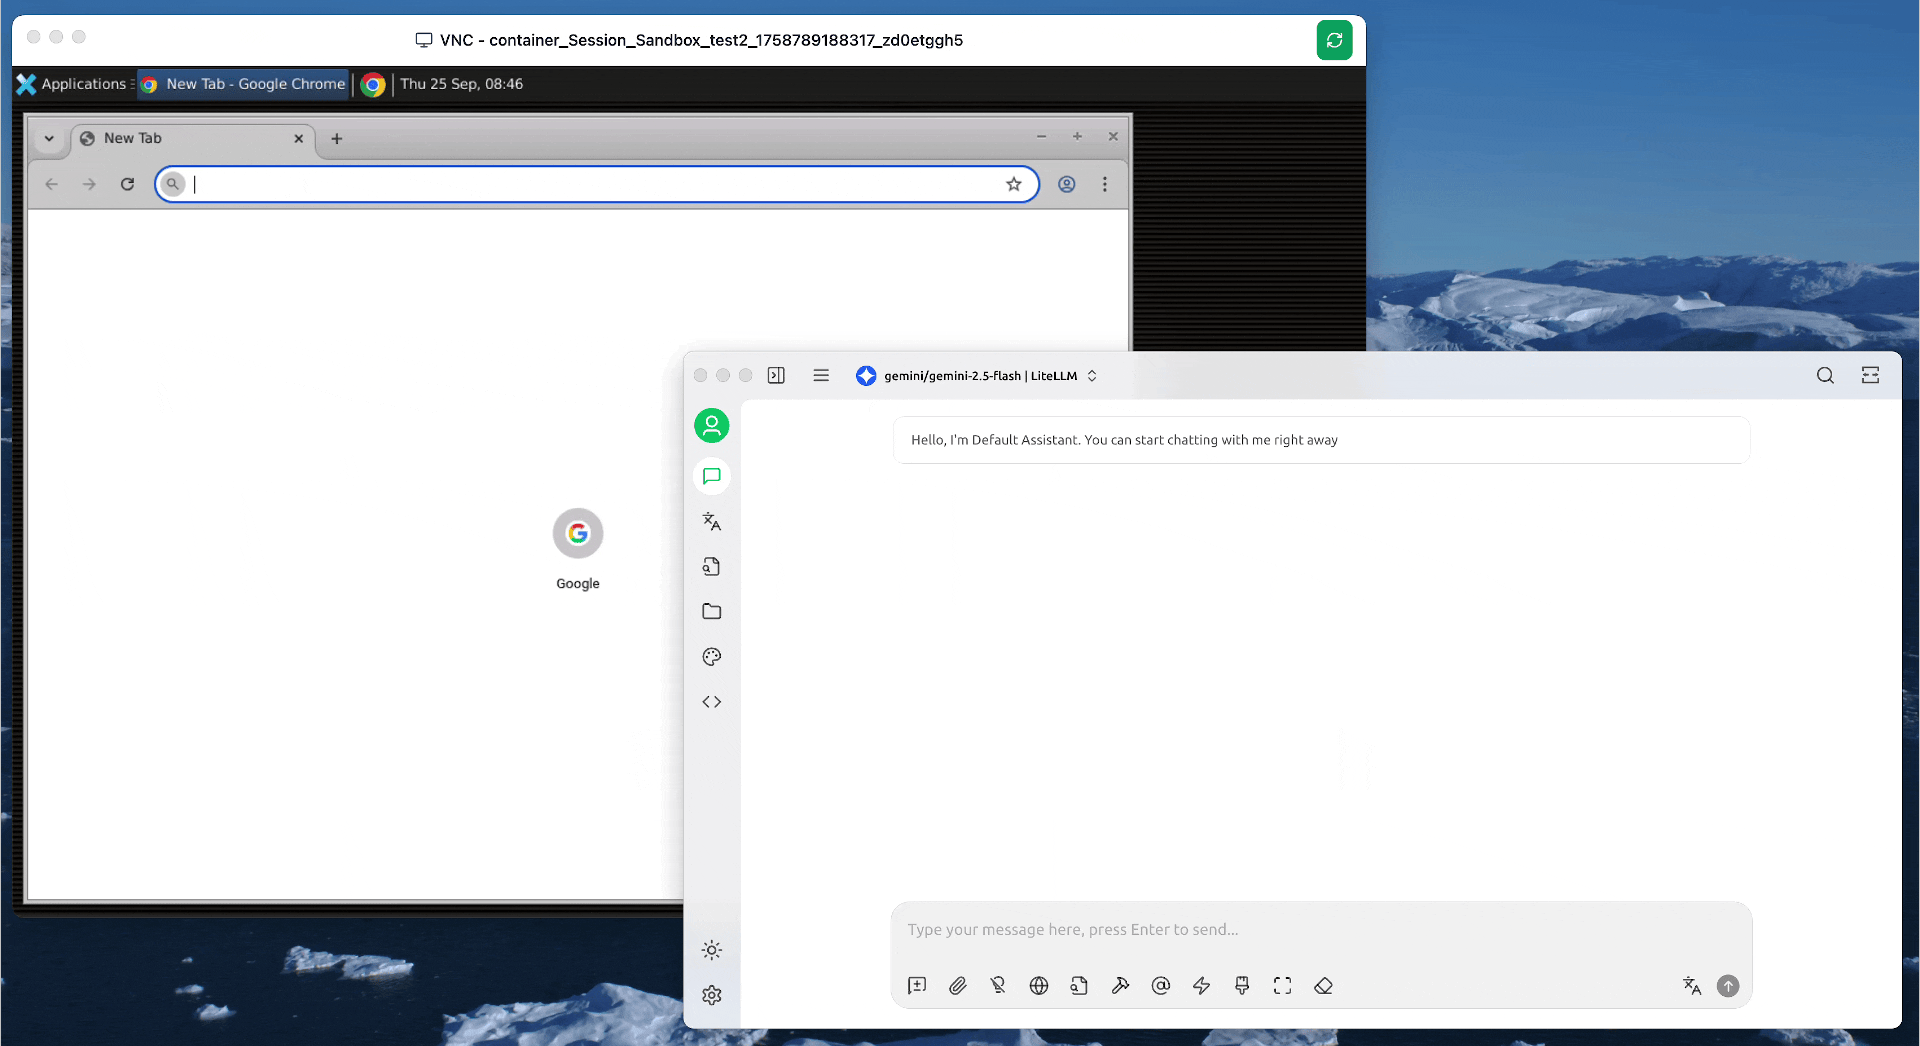 VNC - container_Session_Sandbox_test2_1758789188317_zd0etggh5
Applications
New Tab - Google Chrome
Thu 25 Sep, 08:46
New Tab
Google
gemini/gemini-2.5-flash | LiteLLM
Hello, I'm Default Assistant. You can start chatting with me right away
Type your message here, press Enter to send...